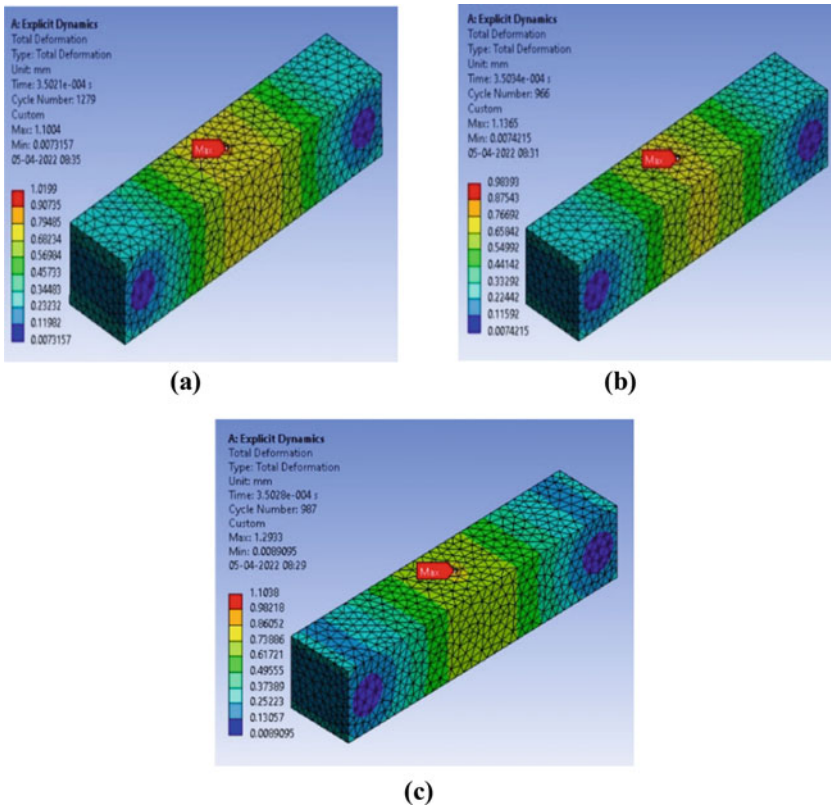 A: Explicit Dynamics
Total Deformation
Type: Total Deformation
Unit: mm
Time: 3.5021e-004 s
Cycle Number: 1279
Custom
Max: 1.1004
Min: 0.0073157
05-04-2022 08:35
1.0199
0.90735
0.79485
0.68234
0.56984
0.45733
0.34483
0.23232
0.11982
0.0073157
Max
(a)
A: Explicit Dynamics
Total Deformation
Type: Total Deformation
Unit: mm
Time: 3.5034e-004 s
Cycle Number: 966
Custom
Max: 1.1365
Min: 0.0074215
05-04-2022 08:31
0.98393
0.87543
0.76692
0.65842
0.54992
0.44142
0.33292
0.22442
0.11592
0.0074215
Max
(b)
A: Explicit Dynamics
Total Deformation
Type: Total Deformation
Unit: mm
Time: 3.5028e-004 s
Cycle Number: 987
Custom
Max: 1.2933
Min: 0.0089095
05-04-2022 08:29
1.1038
0.98218
0.86052
0.73886
0.61721
0.49555
0.37389
0.25223
0.13057
0.0089095
Max
(c)